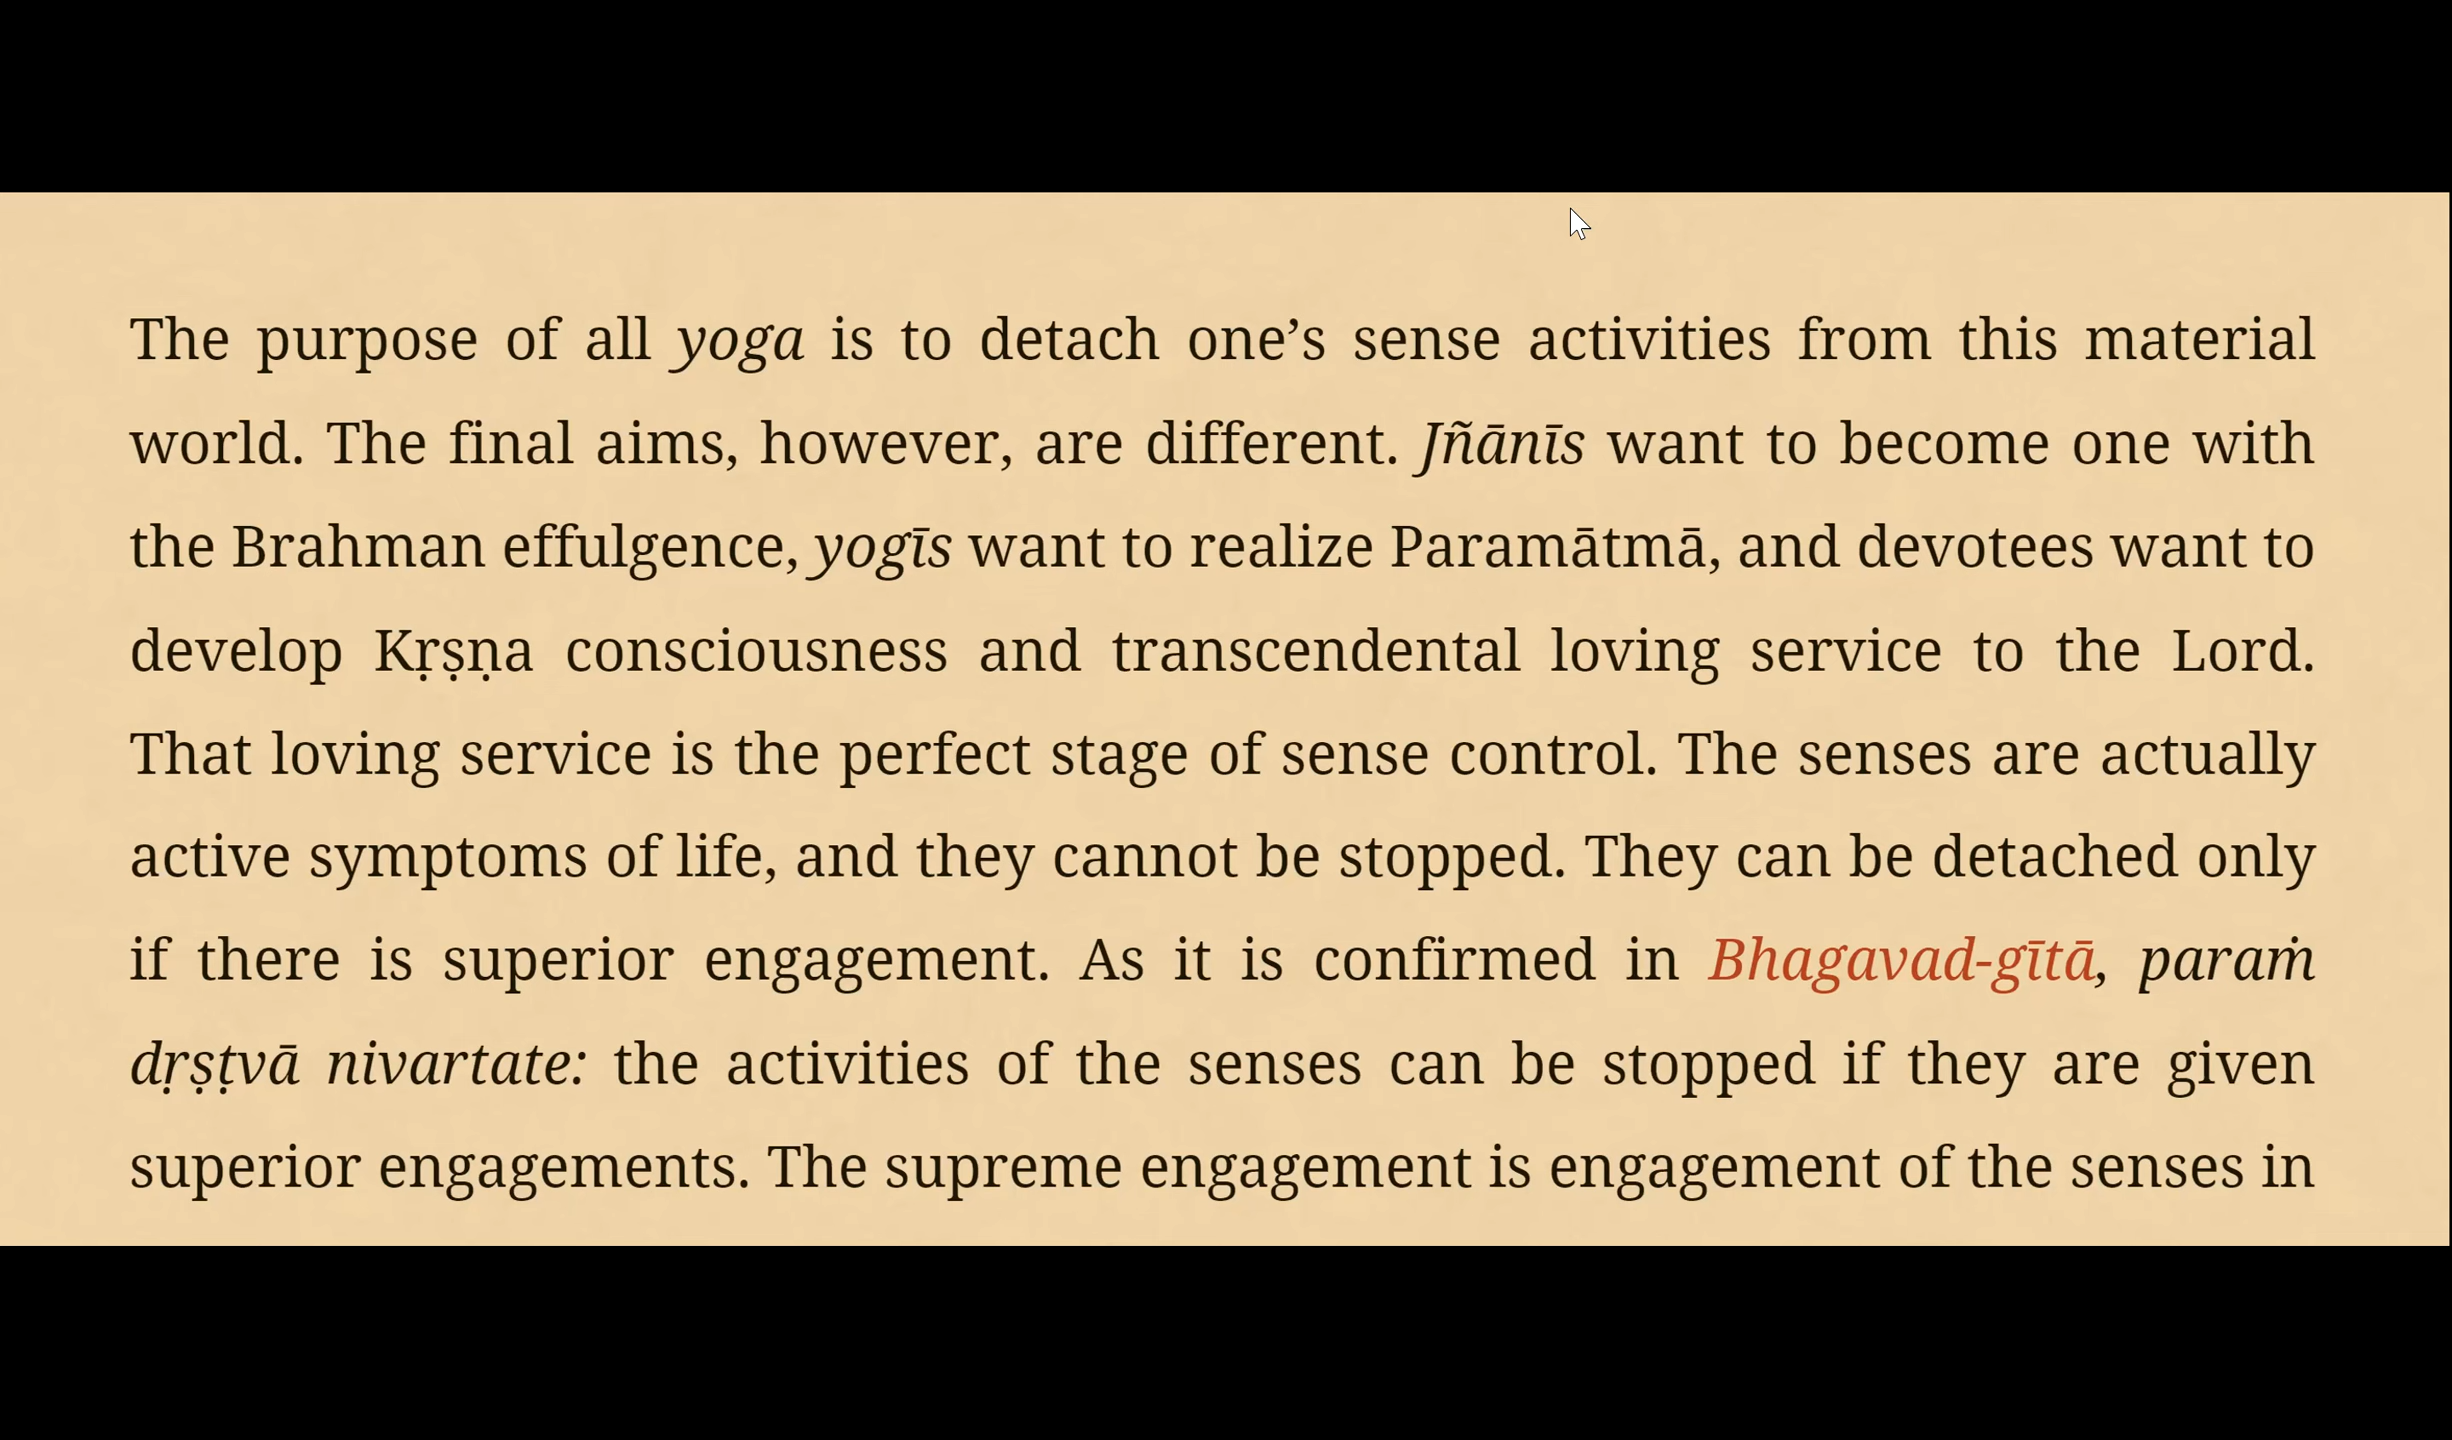 The purpose of all yoga is to detach one’s sense activities from this material
world. The final aims, however, are different. Jñānīs want to become one with
the Brahman effulgence, yogīs want to realize Paramātmā, and devotees want to
develop Kṛṣṇa consciousness and transcendental loving service to the Lord.
That loving service is the perfect stage of sense control. The senses are actually
active symptoms of life, and they cannot be stopped. They can be detached only
if there is superior engagement. As it is confirmed in Bhagavad-gītā, paraṁ
dṛṣṭvā nivartate: the activities of the senses can be stopped if they are given
superior engagements. The supreme engagement is engagement of the senses in